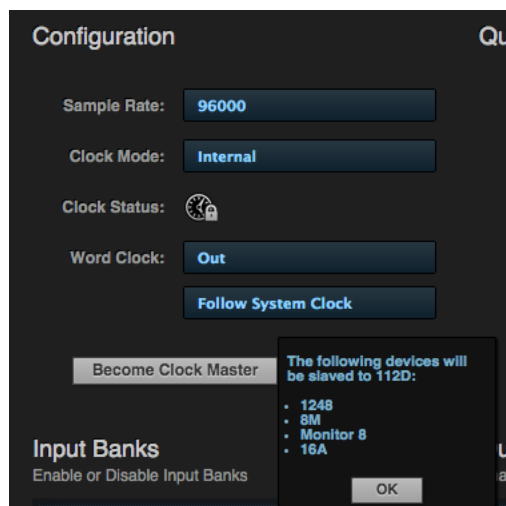 Configuration
Qu
Sample Rate: 96000
Clock Mode: Internal
Clock Status:
Word Clock: Out
Follow System Clock
Become Clock Master
The following devices will
be slaved to 112D:
• 1248
• 8M
• Monitor 8
• 16A
OK
Input Banks
Enable or Disable Input Banks